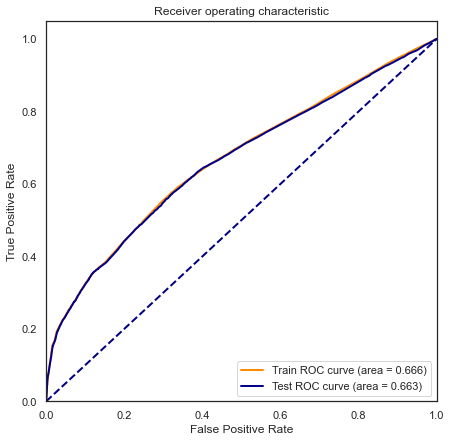 Receiver operating characteristic
True Positive Rate
1.0
0.8
0.6
0.4
0.2
0.0
Train ROC curve (area = 0.666)
Test ROC curve (area = 0.663)
0.0 0.2 0.4 0.6 0.8 1.0
False Positive Rate